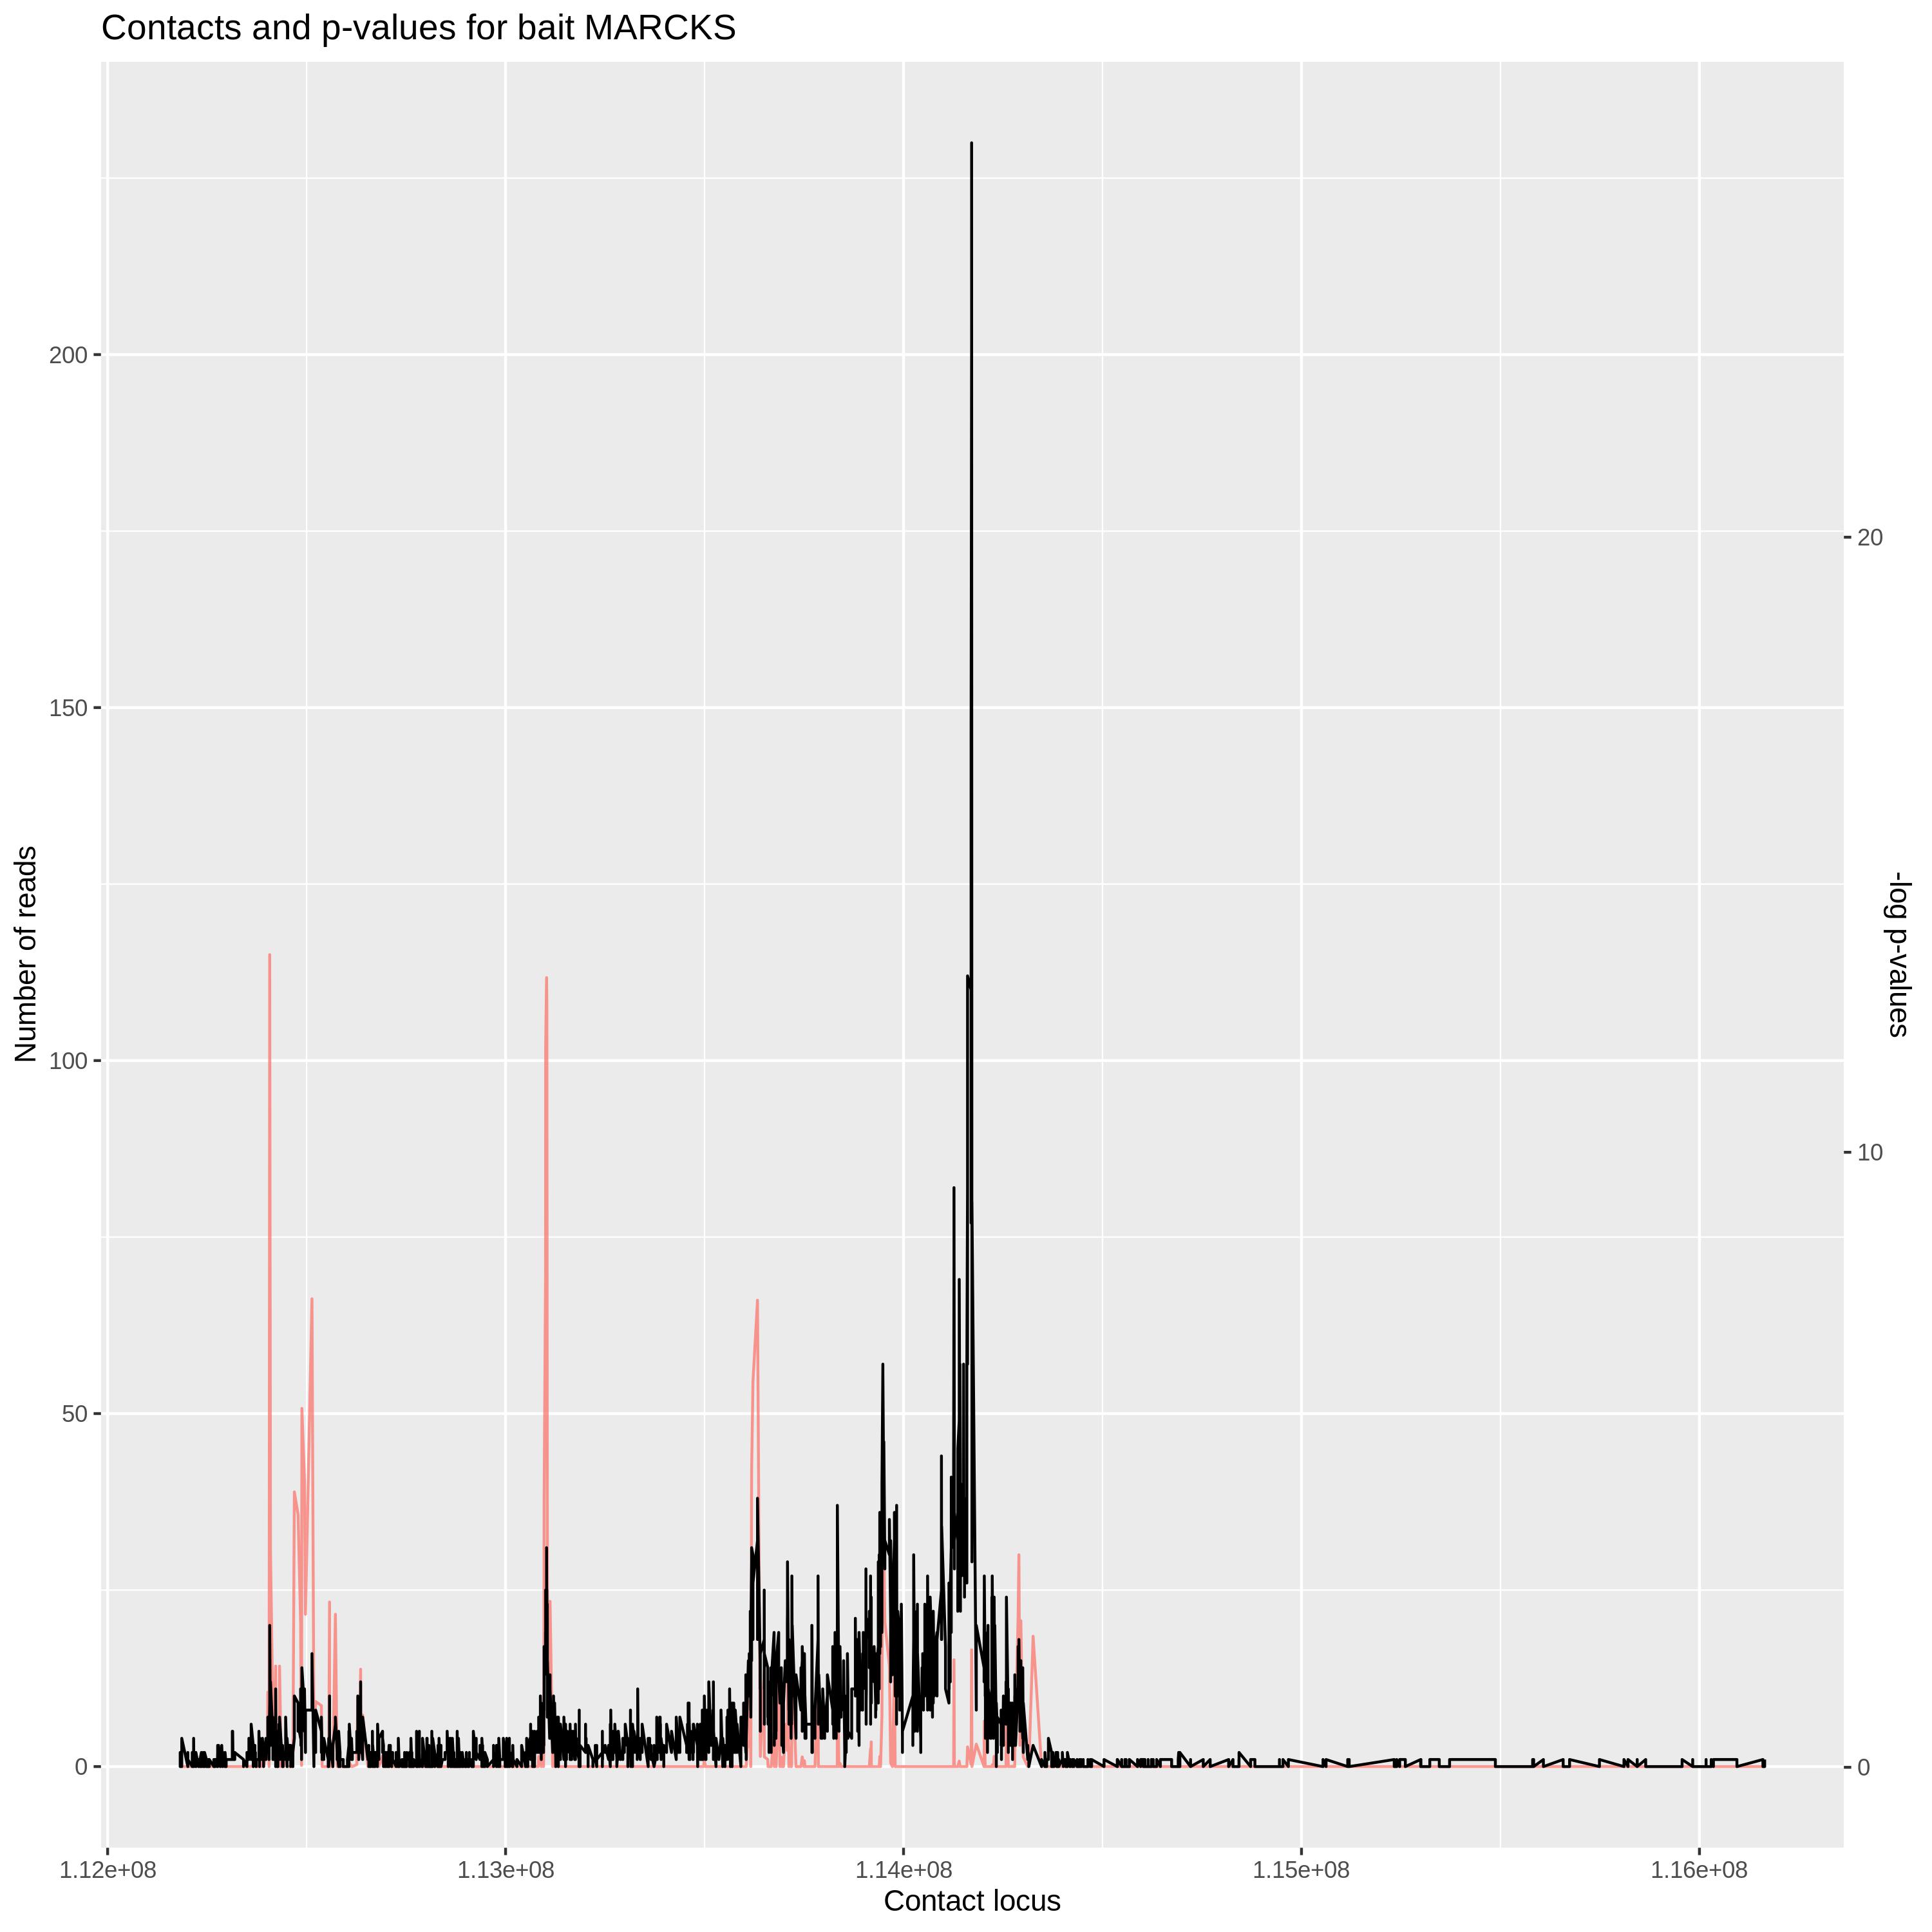 Contacts and p-values for bait MARCKS
Number of reads
200
150
100
50
0
20
10
0
-log p-values
1.12e+08
1.13e+08
1.14e+08
1.15e+08
1.16e+08
Contact locus